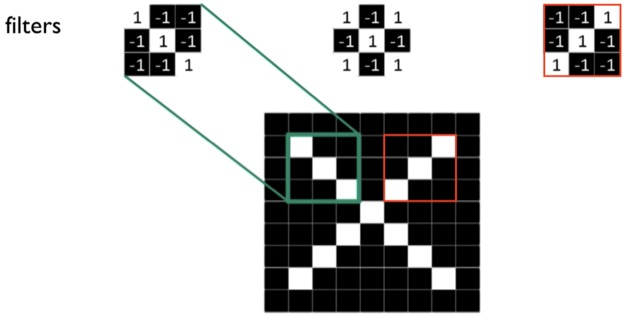 1 -1 -1 1 -1 1 -1 -1 1
filters
-1 1 -1 -1 1 -1 -1 1 -1
-1 -1 1 1 -1 1 1 -1 -1